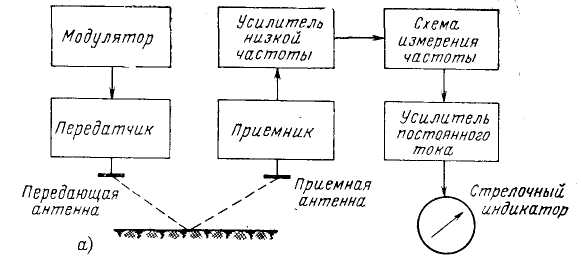 Модулятор
Усилитель
низкой
частоты
Схема
измерения
частоты
Передатчик
Приемник
Усилитель
постоянного
тока
Передающая
антенна
Приемная
антенна
Стрелочный
индикатор
а)